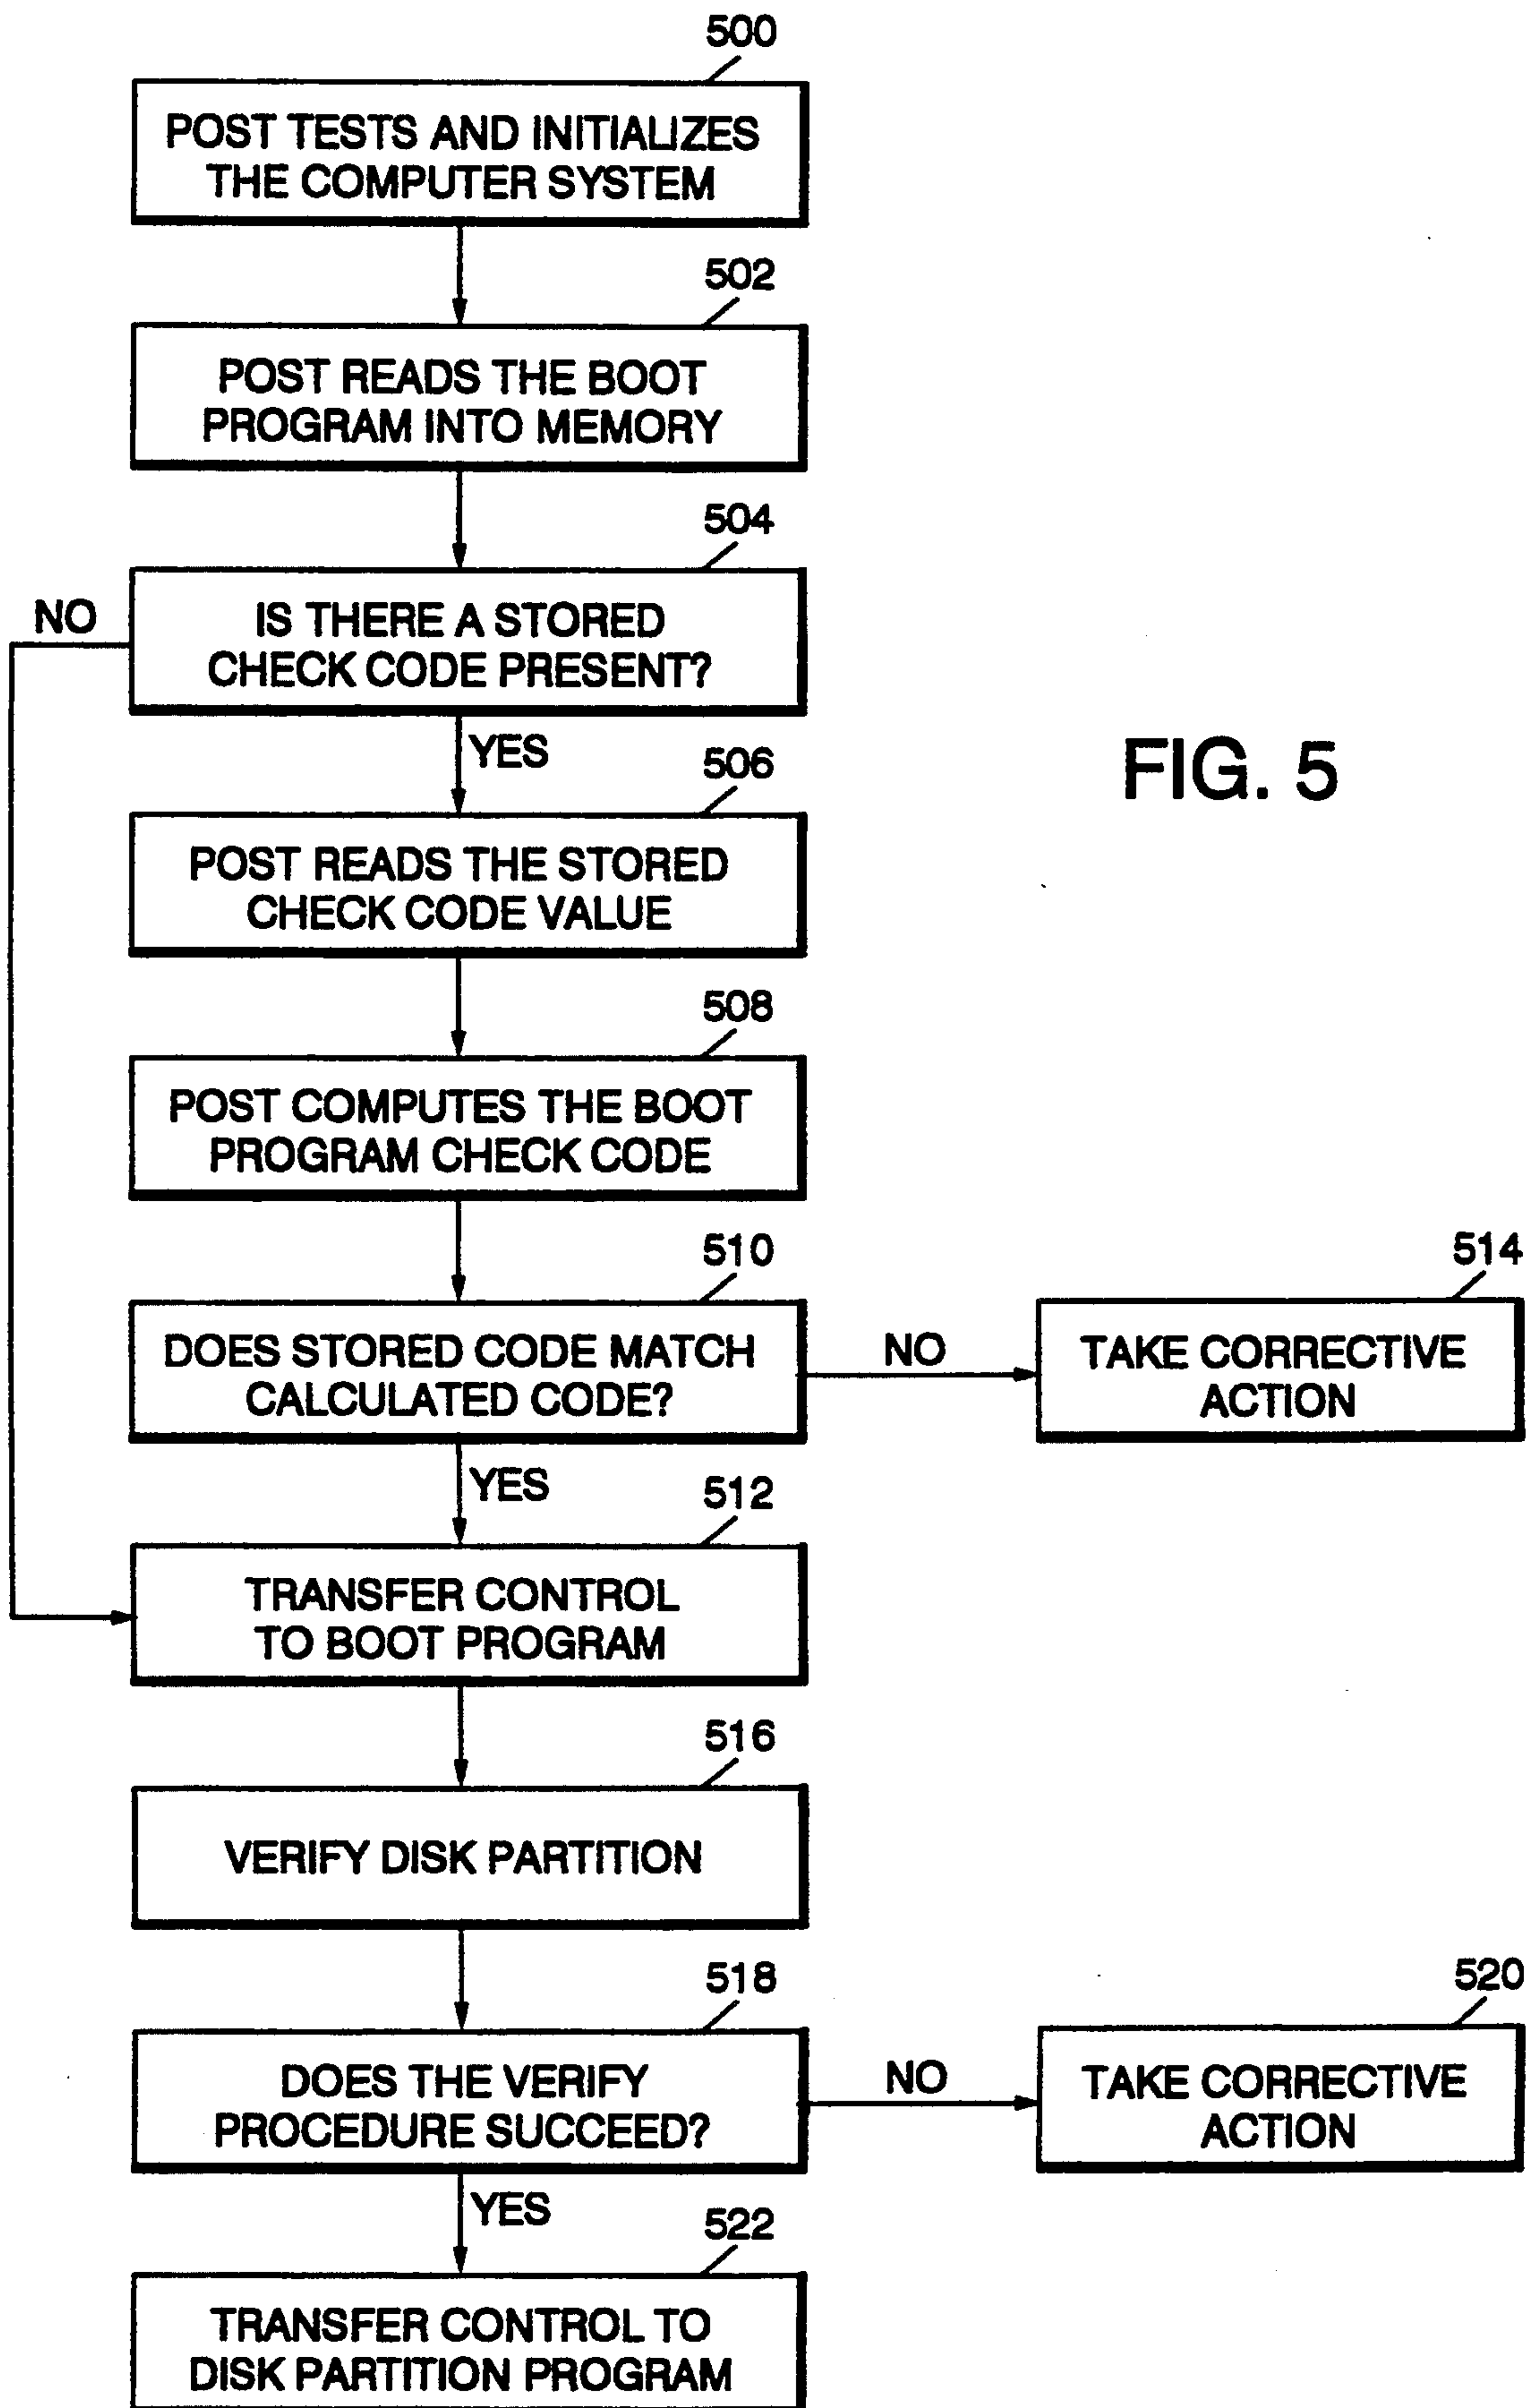 500
POST TESTS AND INITIALIZES
THE COMPUTER SYSTEM
502
POST READS THE BOOT
PROGRAM INTO MEMORY
504
NO
IS THERE A STORED
CHECK CODE PRESENT?
YES
506
FIG. 5
POST READS THE STORED
CHECK CODE VALUE
508
POST COMPUTES THE BOOT
PROGRAM CHECK CODE
510
DOES STORED CODE MATCH
CALCULATED CODE?
NO
514
TAKE CORRECTIVE
ACTION
YES
512
TRANSFER CONTROL
TO BOOT PROGRAM
516
VERIFY DISK PARTITION
518
DOES THE VERIFY
PROCEDURE SUCCEED?
NO
520
TAKE CORRECTIVE
ACTION
YES
522
TRANSFER CONTROL TO
DISK PARTITION PROGRAM